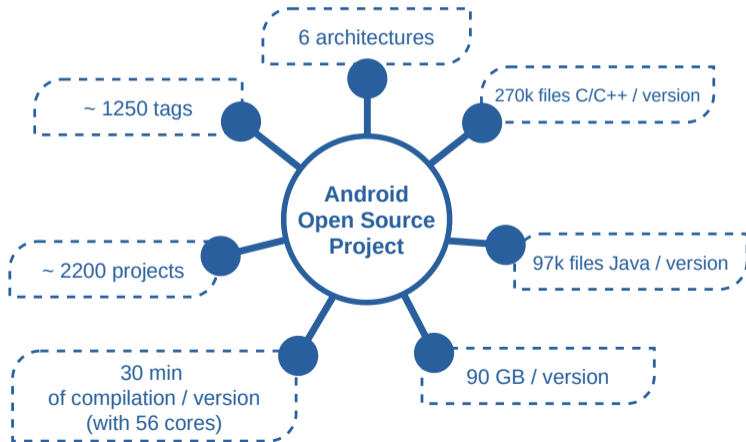 6 architectures
~ 1250 tags
270k files C/C++ / version
Android
Open Source
Project
~ 2200 projects
97k files Java / version
30 min
of compilation / version
(with 56 cores)
90 GB / version